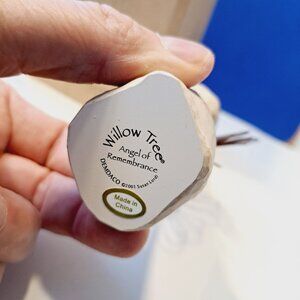 Willow Tree®
Angel of
Remembrance
DEMDACO ©2001 Susan Lordi
Made in
China